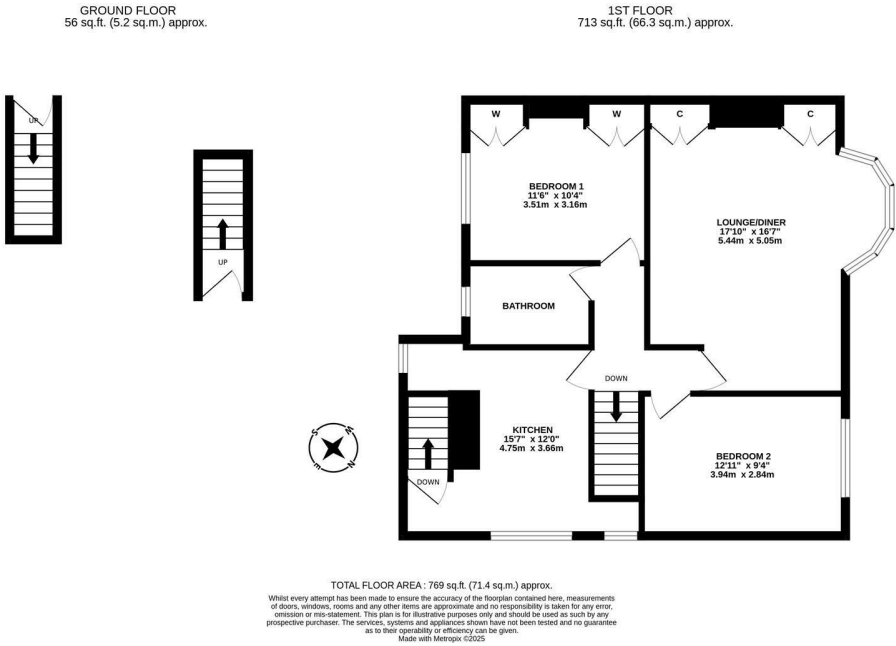 GROUND FLOOR
56 sq.ft. (5.2 sq.m.) approx.
1ST FLOOR
713 sq.ft. (66.3 sq.m.) approx.
UP
UP
W
W
C
C
BEDROOM 1
11'6" x 10'4"
3.51m x 3.16m
LOUNGE/DINER
17'10" x 16'7"
5.44m x 5.05m
BATHROOM
DOWN
KITCHEN
15'7" x 12'0"
4.75m x 3.66m
DOWN
BEDROOM 2
12'11" x 9'4"
3.94m x 2.84m
S
W
E
N
TOTAL FLOOR AREA : 769 sq.ft. (71.4 sq.m.) approx.
Whilst every attempt has been made to ensure the accuracy of the floorplan contained here, measurements
of doors, windows, rooms and any other items are approximate and no responsibility is taken for any error,
omission or mis-statement. This plan is for illustrative purposes only and should be used as such by any
prospective purchaser. The services, systems and appliances shown have not been tested and no guarantee
as to their operability or efficiency can be given.
Made with Metropix ©2025